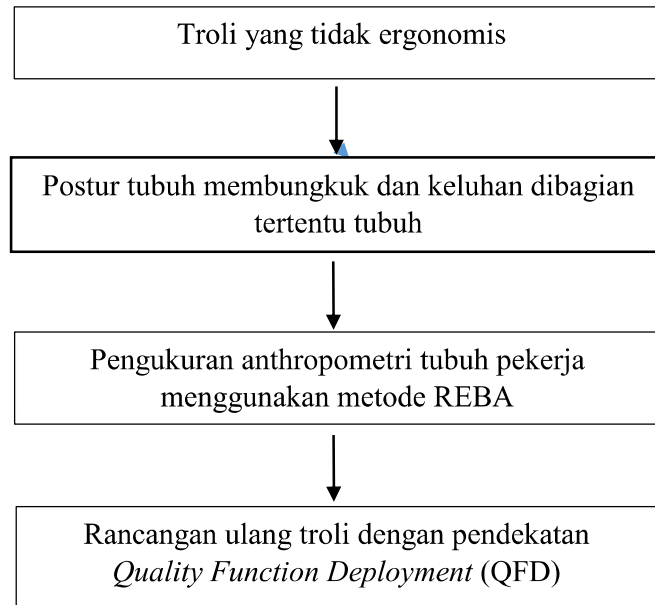 Troli yang tidak ergonomis
Postur tubuh membungkuk dan keluhan dibagian
tertentu tubuh
Pengukuran anthropometri tubuh pekerja
menggunakan metode REBA
Rancangan ulang troli dengan pendekatan
Quality Function Deployment (QFD)